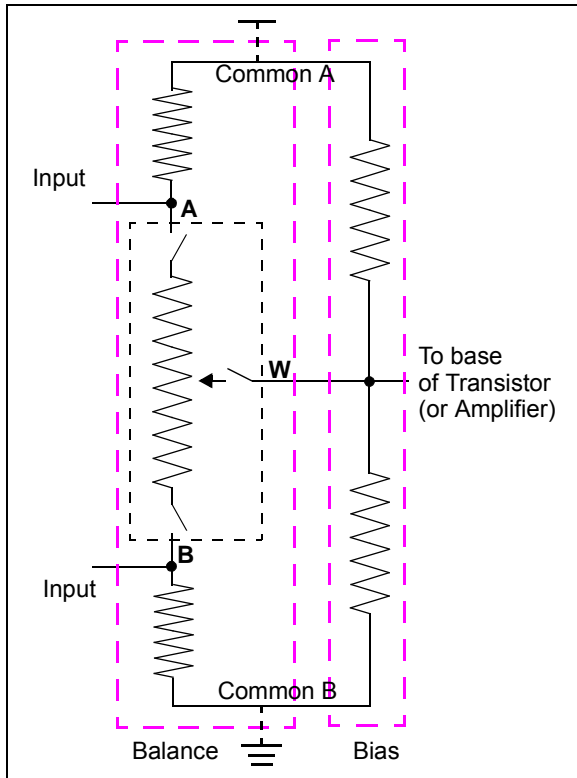 Common A
Input
A
W
To base
of Transistor
(or Amplifier)
B
Input
Common B
Balance
Bias